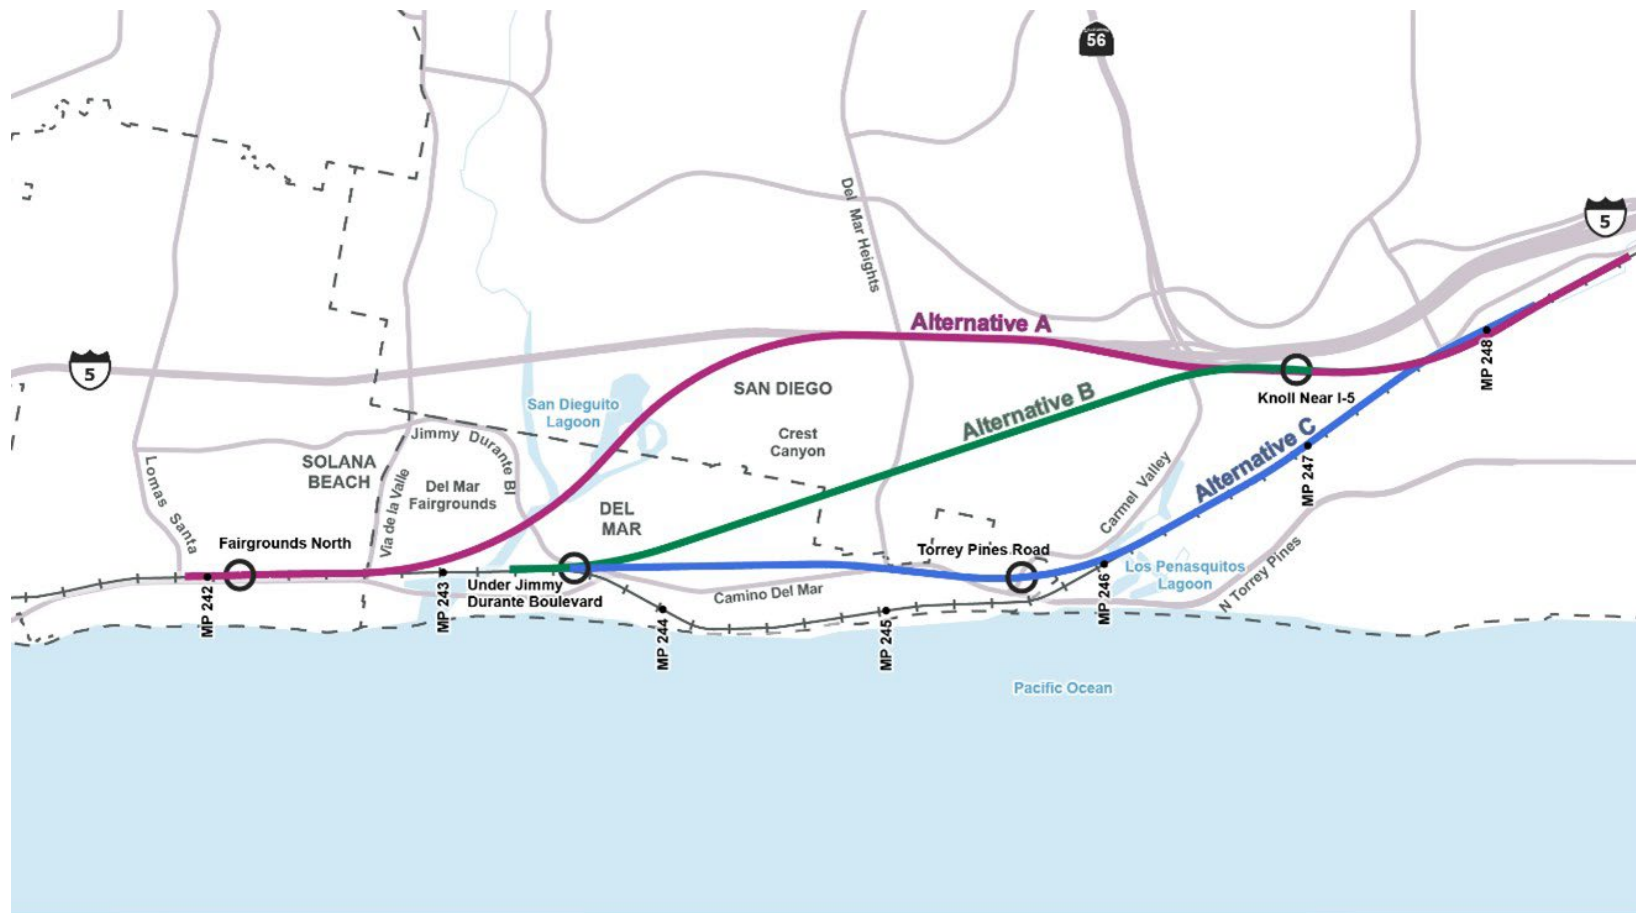 56
5
Del Mar Heights
Alternative A
5
MP 248
Knoll Near I-5
SAN DIEGO
Alternative B
San Dieguito
Lagoon
Crest
Canyon
Jimmy Durante Bl
Alternative C
MP 247
SOLANA
BEACH
Lomas Santa
Via de la Valle
Del Mar
Fairgrounds
DEL
MAR
Carmel Valley
Fairgrounds North
Torrey Pines Road
Los Penasquitos
Lagoon
N Torrey Pines
MP 242
MP 243
Under Jimmy
Durante Boulevard
Camino Del Mar
MP 244
MP 245
MP 246
Pacific Ocean